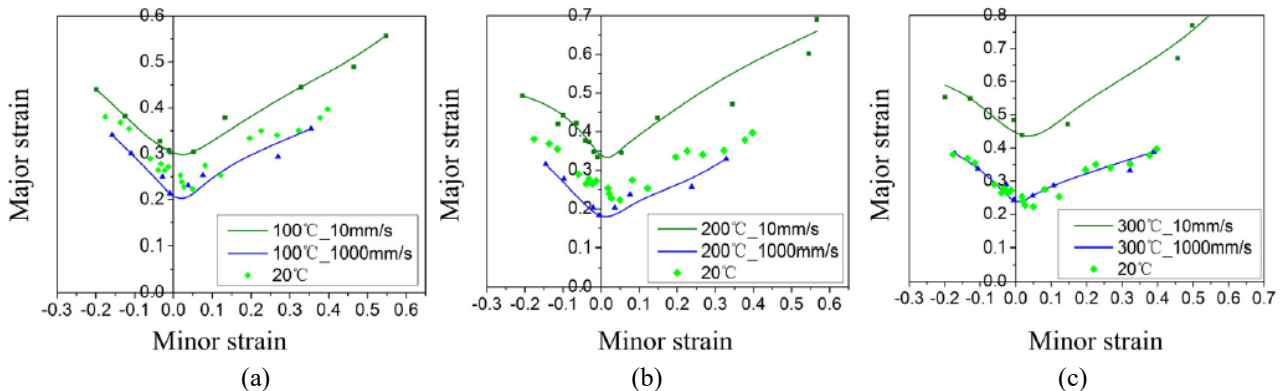 Major strain
0.6
0.5
0.4
0.3
0.2
0.1
0.0
-0.3 -0.2 -0.1 0.0 0.1 0.2 0.3 0.4 0.5 0.6
100℃_10mm/s
100℃_1000mm/s
20℃
Minor strain
(a)
Major strain
0.7
0.6
0.5
0.4
0.3
0.2
0.1
0.0
-0.3 -0.2 -0.1 0.0 0.1 0.2 0.3 0.4 0.5 0.6
200℃_10mm/s
200℃_1000mm/s
20℃
Minor strain
(b)
Major strain
0.8
0.7
0.6
0.5
0.4
0.3
0.2
0.1
0.0
-0.3 -0.2 -0.1 0.0 0.1 0.2 0.3 0.4 0.5 0.6 0.7
300℃_10mm/s
300℃_1000mm/s
20℃
Minor strain
(c)